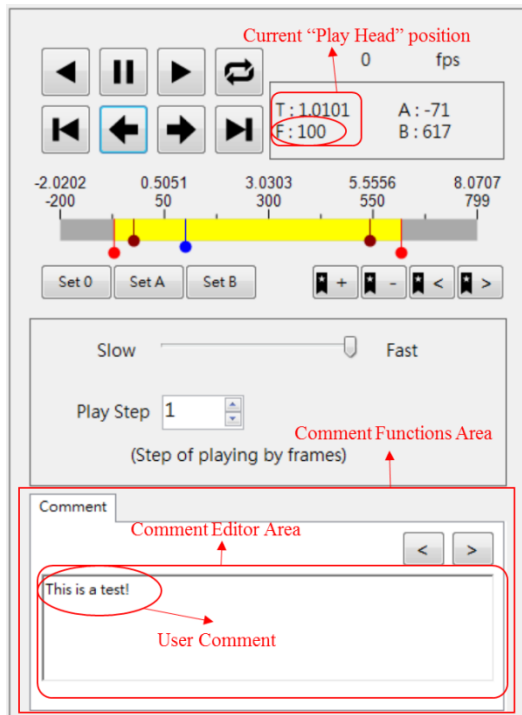 Current “Play Head” position
0 fps
T : 1.0101 A : -71
F : 100 B : 617
-2.0202 0.5051 3.0303 5.5556 8.0707
-200 50 300 550 799
Set 0 Set A Set B + - < >
Slow Fast
Play Step 1
(Step of playing by frames)
Comment Functions Area
Comment
Comment Editor Area
< >
This is a test!
User Comment